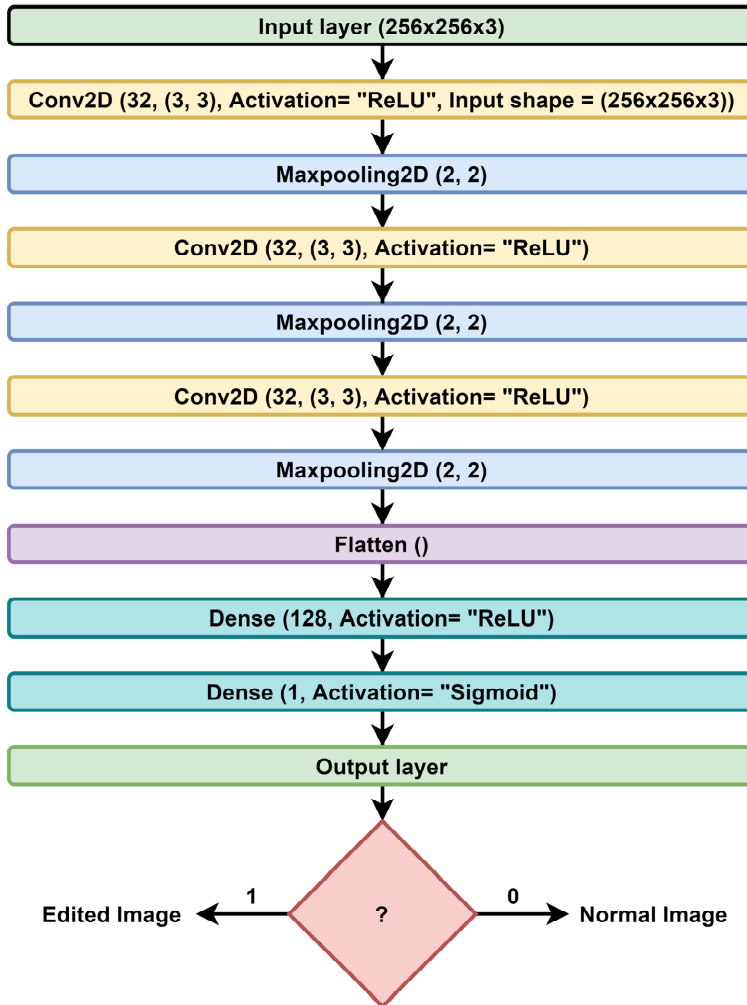 Input layer (256x256x3)
Conv2D (32, (3, 3), Activation= "ReLU", Input shape = (256x256x3))
Maxpooling2D (2, 2)
Conv2D (32, (3, 3), Activation= "ReLU")
Maxpooling2D (2, 2)
Conv2D (32, (3, 3), Activation= "ReLU")
Maxpooling2D (2, 2)
Flatten ()
Dense (128, Activation= "ReLU")
Dense (1, Activation= "Sigmoid")
Output layer
1
0
Edited Image
?
Normal Image